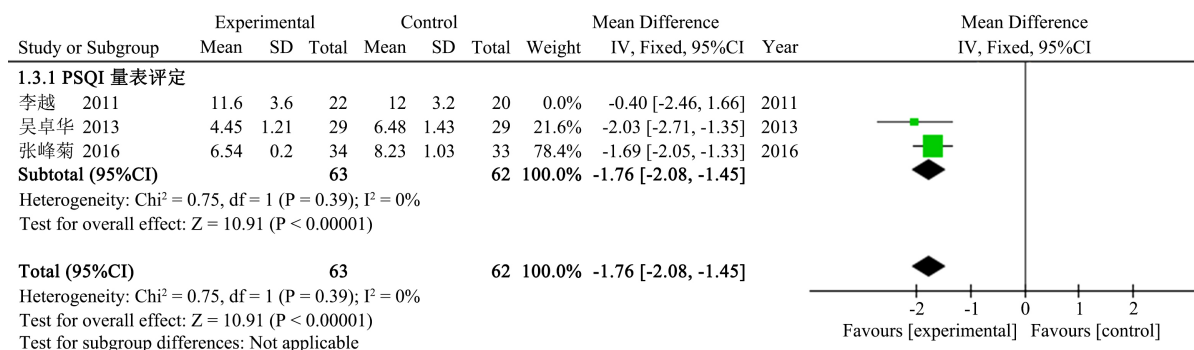 Experimental Control Mean Difference Mean Difference
Study or Subgroup Mean SD Total Mean SD Total Weight IV, Fixed, 95%CI Year IV, Fixed, 95%CI
1.3.1 PSQI 量表评定
李越 2011 11.6 3.6 22 12 3.2 20 0.0% -0.40 [-2.46, 1.66] 2011
吴卓华 2013 4.45 1.21 29 6.48 1.43 29 21.6% -2.03 [-2.71, -1.35] 2013
张峰菊 2016 6.54 0.2 34 8.23 1.03 33 78.4% -1.69 [-2.05, -1.33] 2016
Subtotal (95%CI) 63 62 100.0% -1.76 [-2.08, -1.45]
Heterogeneity: Chi² = 0.75, df = 1 (P = 0.39); I² = 0%
Test for overall effect: Z = 10.91 (P < 0.00001)
Total (95%CI) 63 62 100.0% -1.76 [-2.08, -1.45]
Heterogeneity: Chi² = 0.75, df = 1 (P = 0.39); I² = 0%
Test for overall effect: Z = 10.91 (P < 0.00001)
Test for subgroup differences: Not applicable
-2 -1 0 1 2
Favours [experimental] Favours [control]